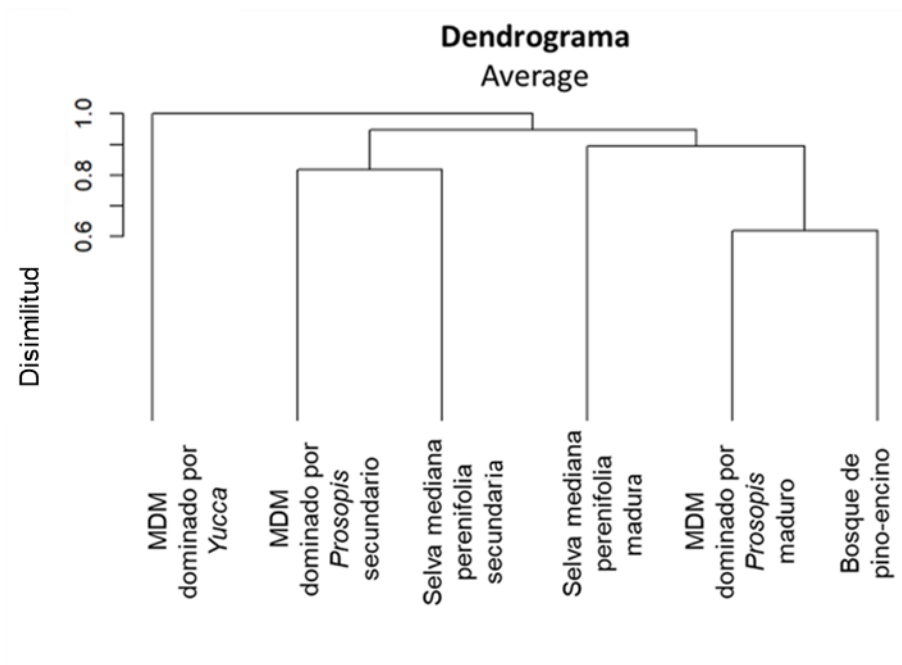 Dendrograma
Average
Disimilitud
1.0
0.8
0.6
MDM
dominado por
Yucca
MDM
dominado por
Prosopis
secundario
Selva mediana
perenifolia
secundaria
Selva mediana
perenifolia
madura
MDM
dominado por
Prosopis
maduro
Bosque de
pino-encino